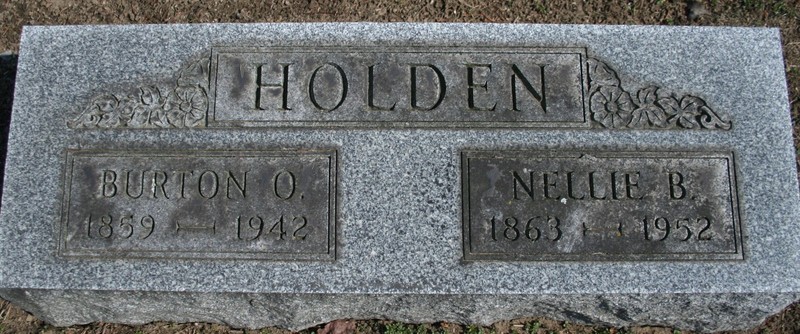 HOLDEN
BURTON O.
1859 – 1942
NELLIE B.
1863 – 1952